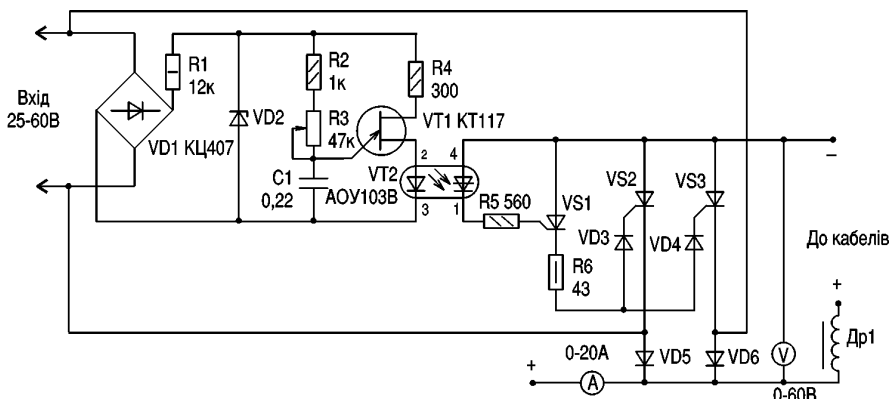 Вхід
25-60В
R1
12к
VD1 КЦ407
VD2
R2
1к
R3
47к
C1
0,22
R4
300
VT1 КТ117
VT2
АОУ103В
2
4
3
1
R5 560
VS1
R6
43
VS2
VD3
VS3
VD4
–
До кабелів
+
Др1
VD5
VD6
V
0-60В
0-20А
+
A